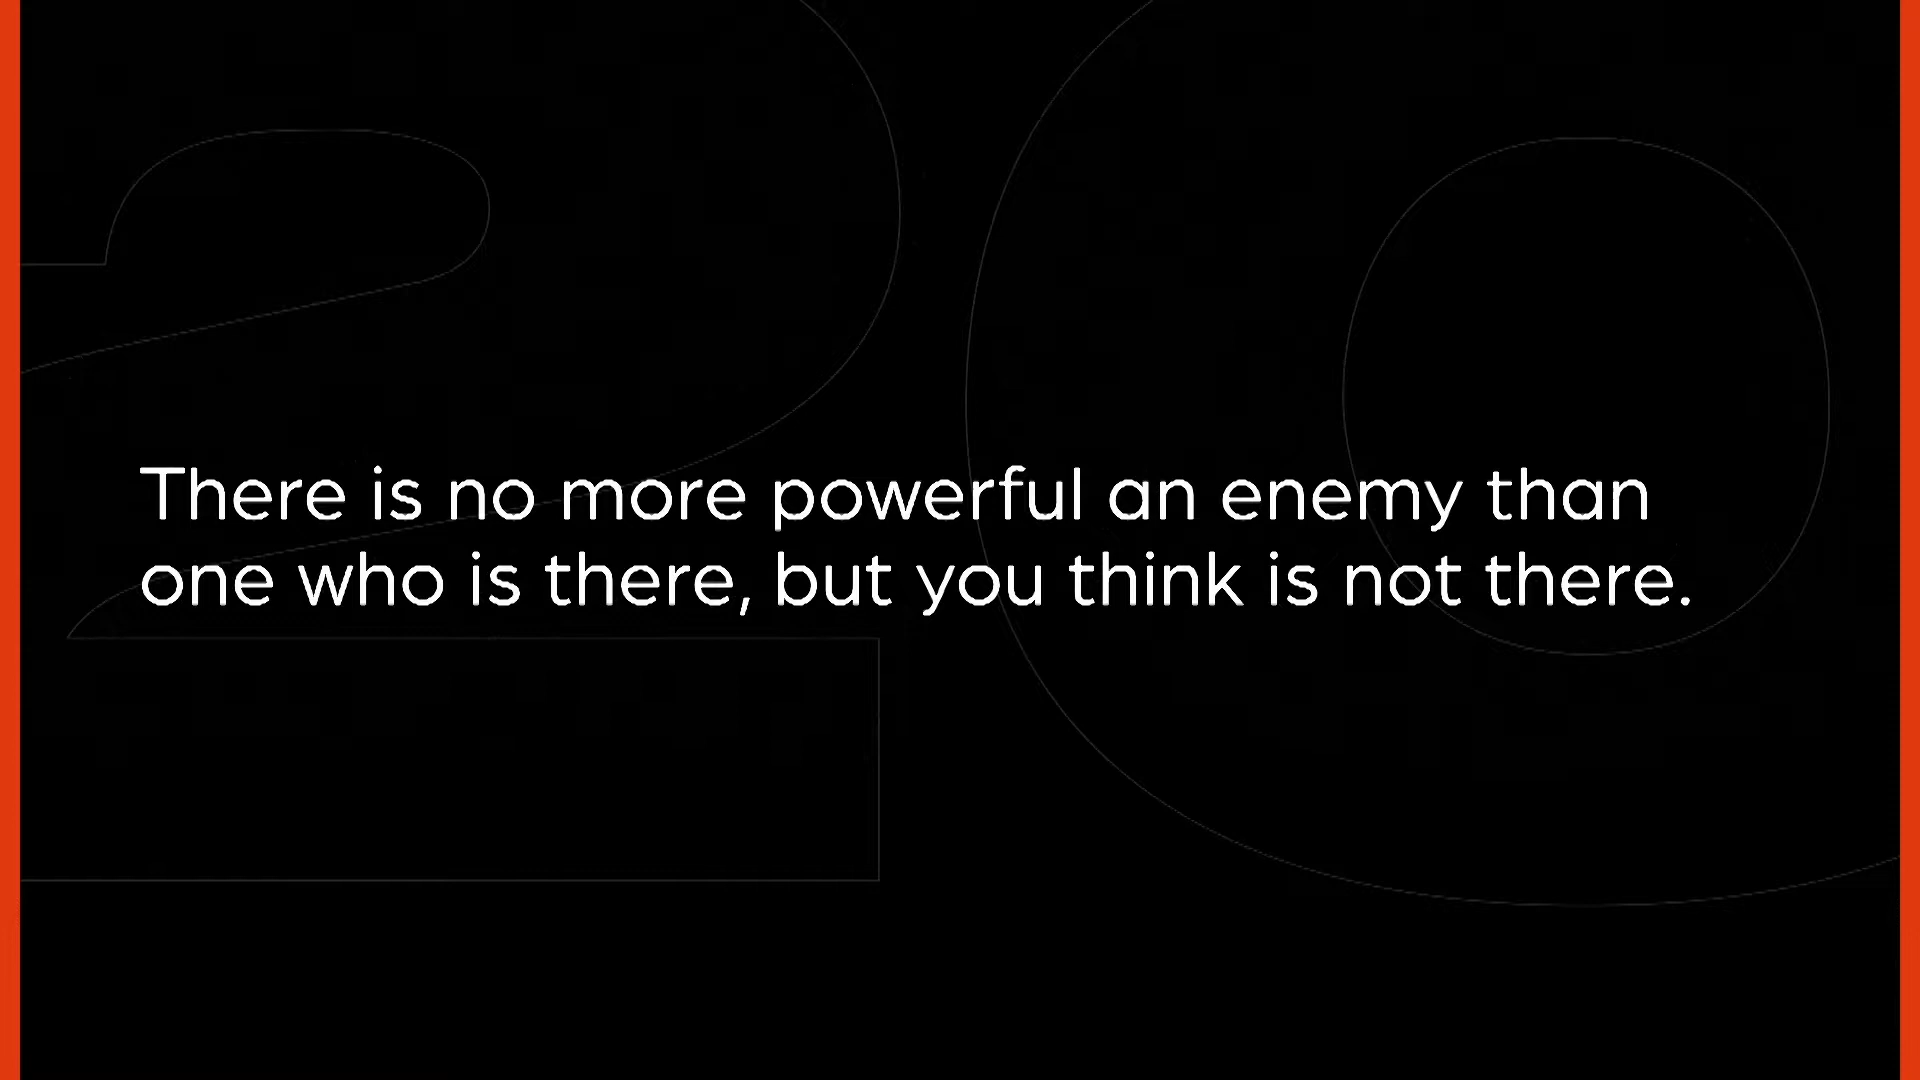 20
There is no more powerful an enemy than
one who is there, but you think is not there.